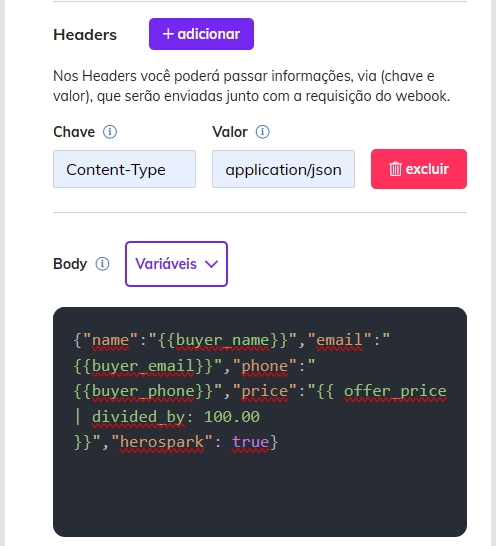 Headers + adicionar
Nos Headers você poderá passar informações, via (chave e
valor), que serão enviadas junto com a requisição do webook.
Chave Valor
Content-Type application/json excluir
Body Variáveis
{"name":"{{buyer_name}}","email":"
{{buyer_email}}","phone":"
{{buyer_phone}}","price":"{{ offer_price
| divided_by: 100.00
}}","herospark": true}